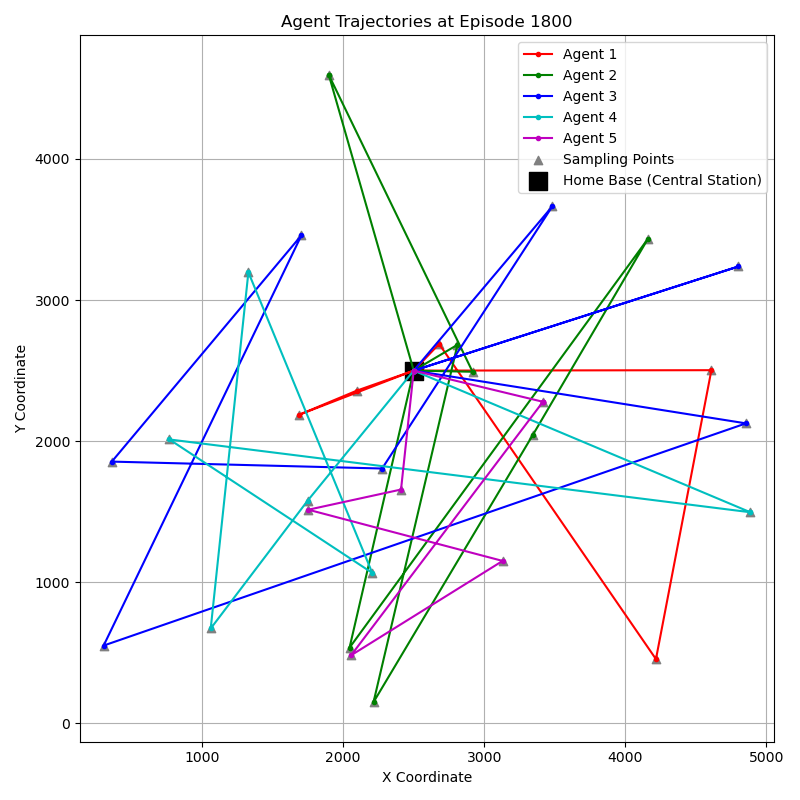 Agent Trajectories at Episode 1800
Agent 1
Agent 2
Agent 3
Agent 4
Agent 5
Sampling Points
Home Base (Central Station)
Y Coordinate
4000
3000
2000
1000
0
1000
2000
3000
4000
5000
X Coordinate